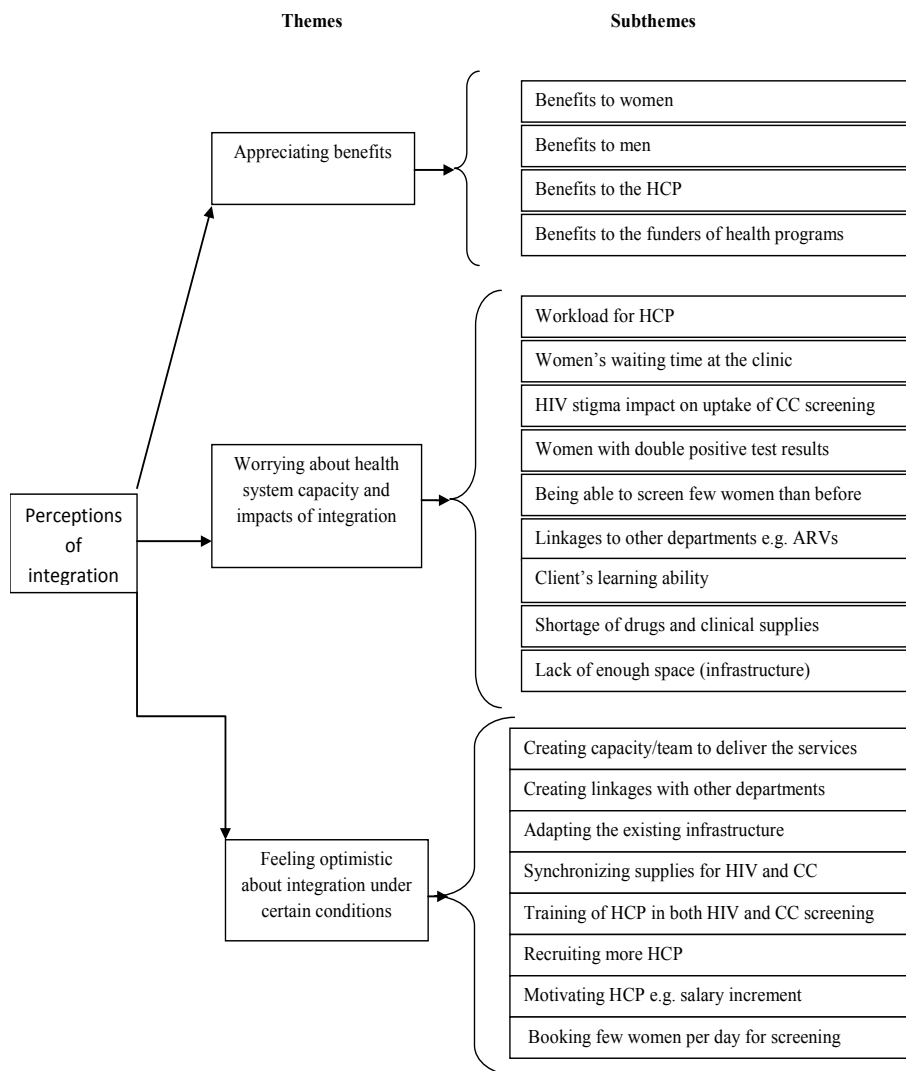 Themes
Subthemes
Perceptions
of
integration
Appreciating benefits
Benefits to women
Benefits to men
Benefits to the HCP
Benefits to the funders of health programs
Worrying about health
system capacity and
impacts of integration
Workload for HCP
Women’s waiting time at the clinic
HIV stigma impact on uptake of CC screening
Women with double positive test results
Being able to screen few women than before
Linkages to other departments e.g. ARVs
Client’s learning ability
Shortage of drugs and clinical supplies
Lack of enough space (infrastructure)
Feeling optimistic
about integration under
certain conditions
Creating capacity/team to deliver the services
Creating linkages with other departments
Adapting the existing infrastructure
Synchronizing supplies for HIV and CC
Training of HCP in both HIV and CC screening
Recruiting more HCP
Motivating HCP e.g. salary increment
Booking few women per day for screening